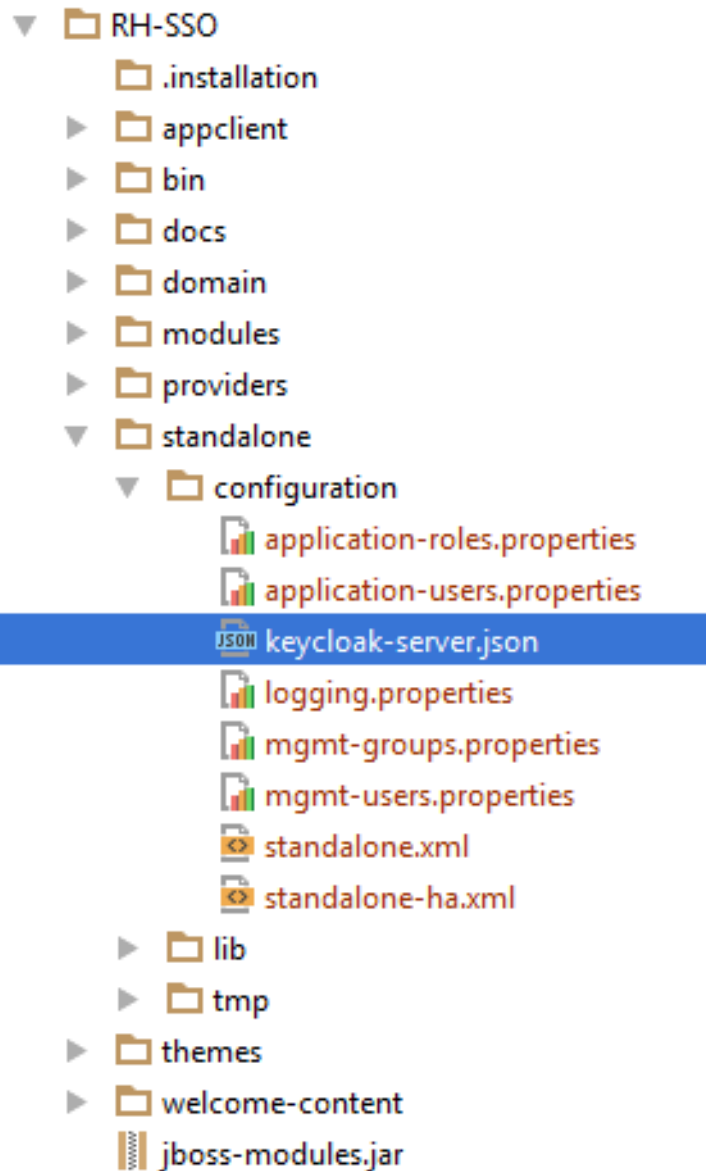 RH-SSO
.installation
appclient
bin
docs
domain
modules
providers
standalone
configuration
application-roles.properties
application-users.properties
JSON keycloak-server.json
logging.properties
mgmt-groups.properties
mgmt-users.properties
standalone.xml
standalone-ha.xml
lib
tmp
themes
welcome-content
jboss-modules.jar